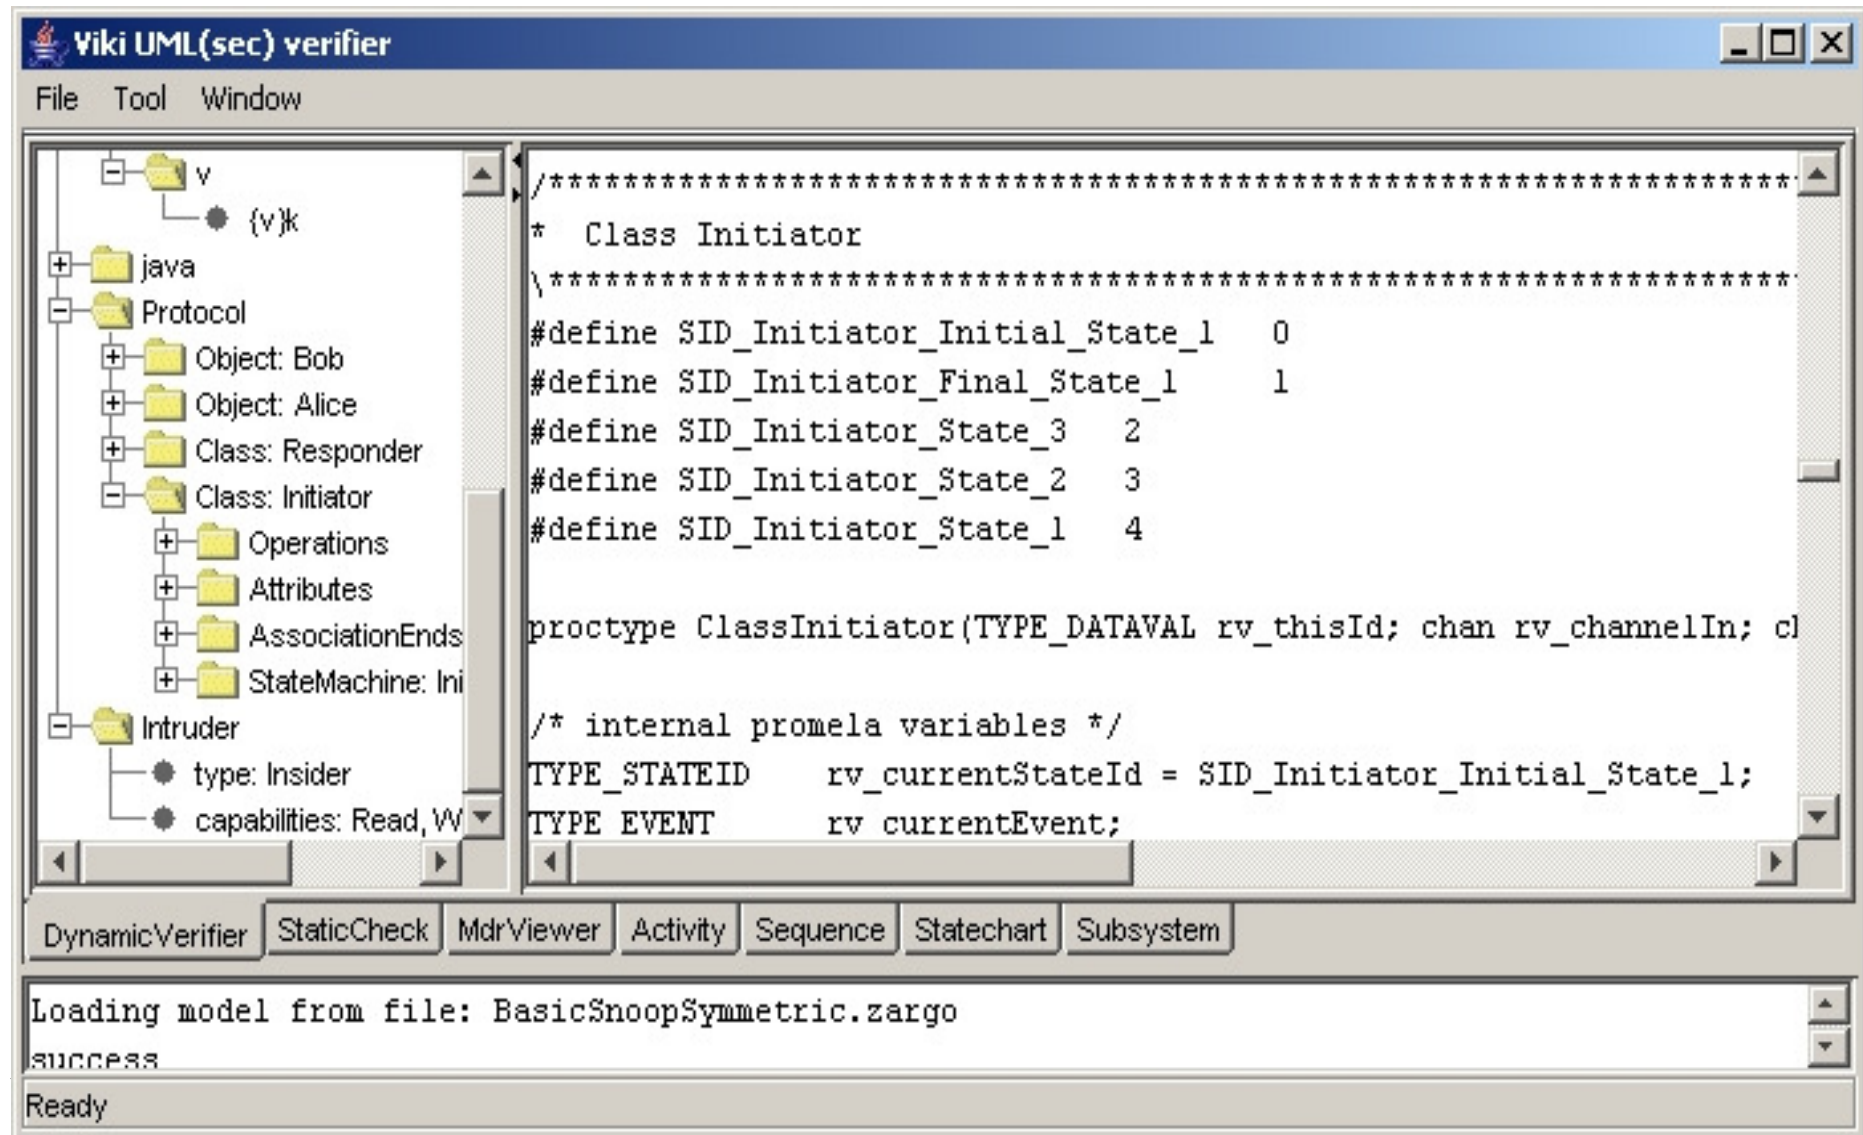 Viki UML(sec) verifier
File Tool Window
v
{v}k
java
Protocol
Object: Bob
Object: Alice
Class: Responder
Class: Initiator
Operations
Attributes
AssociationEnds
StateMachine: Ini
Intruder
type: Insider
capabilities: Read, W
/********************************************************************
* Class Initiator
\********************************************************************
#define SID_Initiator_Initial_State_1 0
#define SID_Initiator_Final_State_1 1
#define SID_Initiator_State_3 2
#define SID_Initiator_State_2 3
#define SID_Initiator_State_1 4
proctype ClassInitiator(TYPE_DATAVAL rv_thisId; chan rv_channelIn; cl
/* internal promela variables */
TYPE_STATEID rv_currentStateId = SID_Initiator_Initial_State_1;
TYPE_EVENT rv_currentEvent;
DynamicVerifier StaticCheck MdrViewer Activity Sequence Statechart Subsystem
Loading model from file: BasicSnoopSymmetric.zargo
success
Ready